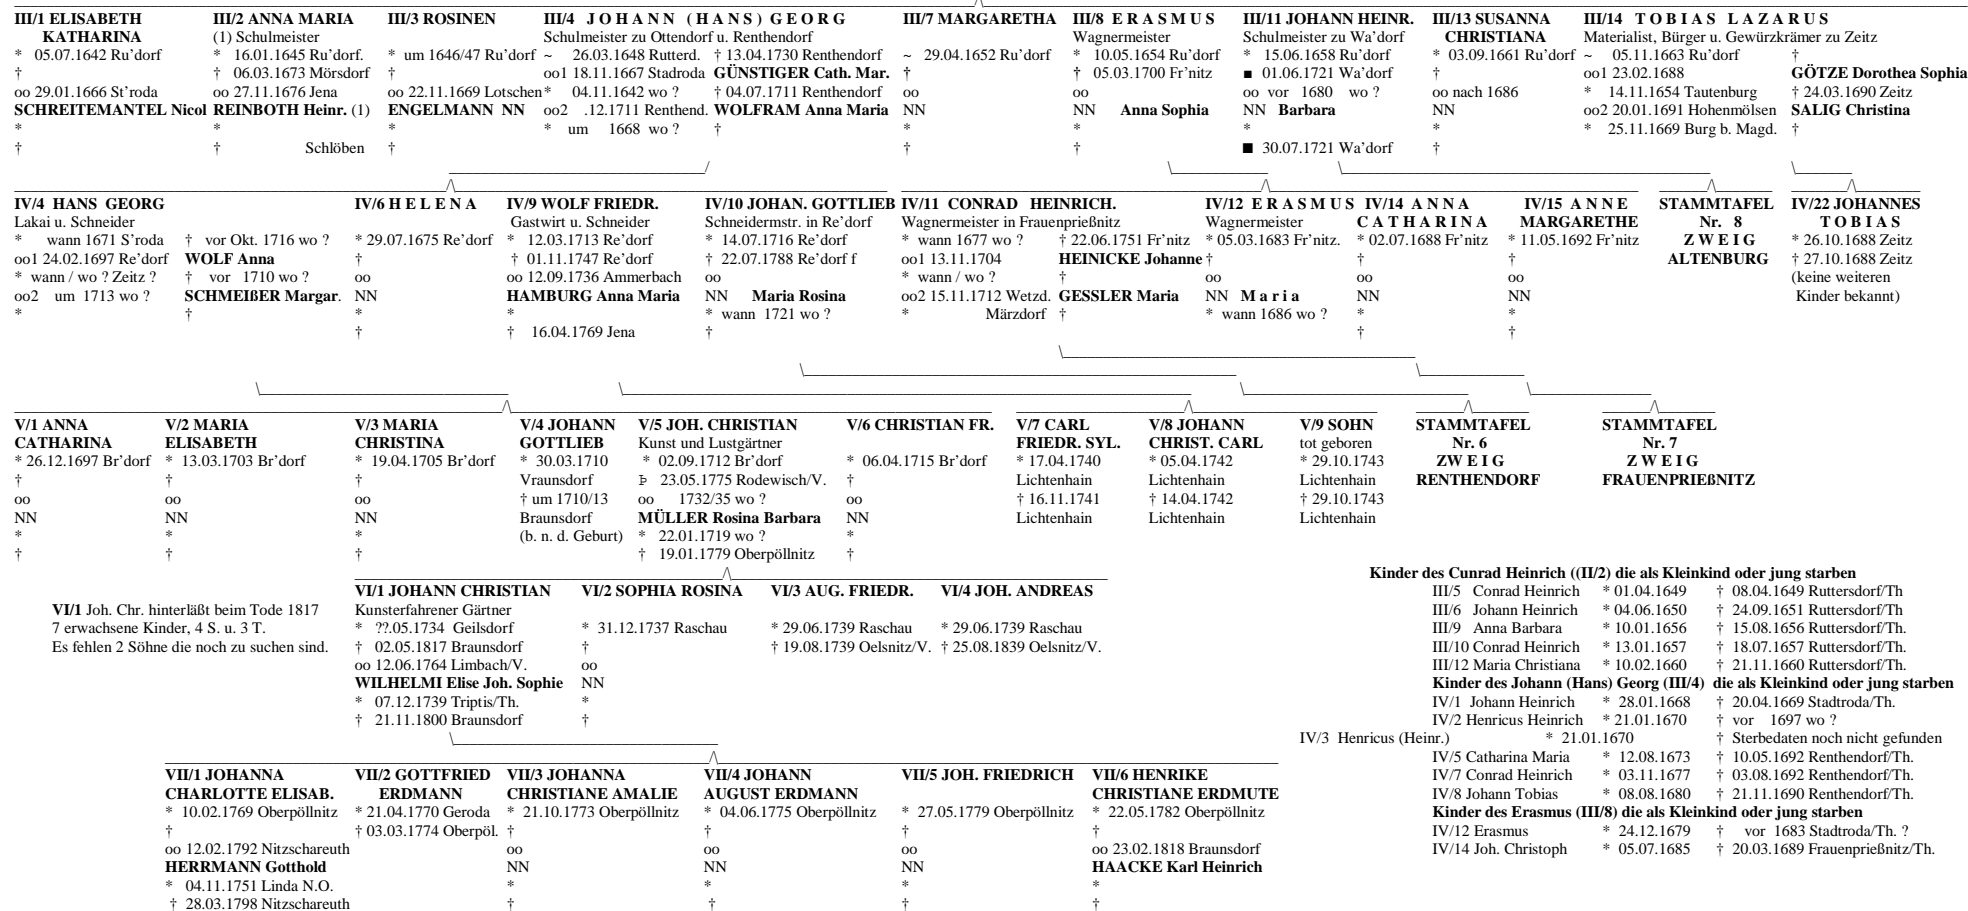 III/1 ELISABETH
KATHARINA
* 05.07.1642 Ru'dorf
†
oo 29.01.1666 St'roda
SCHREITEMANTEL Nicol
*
†
III/2 ANNA MARIA
(1) Schulmeister
* 16.01.1645 Ru'dorf.
† 06.03.1673 Mörsdorf
oo 27.11.1676 Jena
REINBOTH Heinr. (1)
*
† Schlöben
III/3 ROSINEN
* um 1646/47 Ru'dorf
†
oo 22.11.1669 Lotschen
ENGELMANN NN
*
†
III/4 J O H A N N ( H A N S ) G E O R G
Schulmeister zu Ottendorf u. Renthendorf
~ 26.03.1648 Rutterd. † 13.04.1730 Renthendorf
oo1 18.11.1667 Stadroda GÜNSTIGER Cath. Mar.
* 04.11.1642 wo ? † 04.07.1711 Renthendorf
oo2 .12.1711 Renthend. WOLFRAM Anna Maria
* um 1668 wo ? †
III/7 MARGARETHA
~ 29.04.1652 Ru'dorf
†
oo
NN
*
†
III/8 E R A S M U S
Wagnermeister
* 10.05.1654 Ru'dorf
† 05.03.1700 Fr'nitz
oo
NN Anna Sophia
*
†
III/11 JOHANN HEINR.
Schulmeister zu Wa'dorf
* 15.06.1658 Ru'dorf
■ 01.06.1721 Wa'dorf
oo vor 1680 wo ?
NN Barbara
*
■ 30.07.1721 Wa'dorf
III/13 SUSANNA
CHRISTIANA
* 03.09.1661 Ru'dorf
†
oo nach 1686
NN
*
†
III/14 T O B I A S L A Z A R U S
Materialist, Bürger u. Gewürzkrämer zu Zeitz
~ 05.11.1663 Ru'dorf †
oo1 23.02.1688 GÖTZE Dorothea Sophia
* 14.11.1654 Tautenburg † 24.03.1690 Zeitz
oo2 20.01.1691 Hohenmölsen SALIG Christina
* 25.11.1669 Burg b. Magd. †
IV/4 HANS GEORG
Lakai u. Schneider
* wann 1671 S'roda † vor Okt. 1716 wo ?
oo1 24.02.1697 Re'dorf WOLF Anna
* wann / wo ? Zeitz ? † vor 1710 wo ?
oo2 um 1713 wo ? SCHMEIßER Margar.
* †
IV/6 H E L E N A
* 29.07.1675 Re'dorf
†
oo
NN
*
†
IV/9 WOLF FRIEDR.
Gastwirt u. Schneider
* 12.03.1713 Re'dorf
† 01.11.1747 Re'dorf
oo 12.09.1736 Ammerbach
HAMBURG Anna Maria
*
† 16.04.1769 Jena
IV/10 JOHAN. GOTTLIEB
Schneidermstr. in Re'dorf
* 14.07.1716 Re'dorf
† 22.07.1788 Re'dorf f
oo
NN Maria Rosina
* wann 1721 wo ?
†
IV/11 CONRAD HEINRICH.
Wagnermeister in Frauenprießnitz
* wann 1677 wo ? † 22.06.1751 Fr'nitz
oo1 13.11.1704 HEINICKE Johanne
* wann / wo ? †
oo2 15.11.1712 Wetzd. GESSLER Maria
* Märzdorf †
IV/12 E R A S M U S
Wagnermeister
* 05.03.1683 Fr'nitz.
†
oo
NN M a r i a
* wann 1686 wo ?
IV/14 A N N A
C A T H A R I N A
* 02.07.1688 Fr'nitz
†
oo
NN
*
†
IV/15 A N N E
MARGARETHE
* 11.05.1692 Fr'nitz
†
oo
NN
*
†
STAMMTAFEL
Nr. 8
Z W E I G
ALTENBURG
IV/22 JOHANNES
T O B I A S
* 26.10.1688 Zeitz
† 27.10.1688 Zeitz
(keine weiteren
Kinder bekannt)
V/1 ANNA
CATHARINA
* 26.12.1697 Br'dorf
†
oo
NN
*
†
V/2 MARIA
ELISABETH
* 13.03.1703 Br'dorf
†
oo
NN
*
†
V/3 MARIA
CHRISTINA
* 19.04.1705 Br'dorf
†
oo
NN
*
†
V/4 JOHANN
GOTTLIEB
* 30.03.1710
Vraunsdorf
† um 1710/13
Braunsdorf
(b. n. d. Geburt)
V/5 JOH. CHRISTIAN
Kunst und Lustgärtner
* 02.09.1712 Br'dorf
Þ 23.05.1775 Rodewisch/V.
oo 1732/35 wo ?
MÜLLER Rosina Barbara
* 22.01.1719 wo ?
† 19.01.1779 Oberpöllnitz
V/6 CHRISTIAN FR.
* 06.04.1715 Br'dorf
†
oo
NN
*
†
V/7 CARL
FRIEDR. SYL.
* 17.04.1740
Lichtenhain
† 16.11.1741
Lichtenhain
V/8 JOHANN
CHRIST. CARL
* 05.04.1742
Lichtenhain
† 14.04.1742
Lichtenhain
V/9 SOHN
tot geboren
* 29.10.1743
Lichtenhain
† 29.10.1743
Lichtenhain
STAMMTAFEL
Nr. 6
ZW E I G
RENTHENDORF
STAMMTAFEL
Nr. 7
Z W E I G
FRAUENPRIEßNITZ
VI/1 Joh. Chr. hinterläßt beim Tode 1817
7 erwachsene Kinder, 4 S. u. 3 T.
Es fehlen 2 Söhne die noch zu suchen sind.
VI/1 JOHANN CHRISTIAN
Kunsterfahrener Gärtner
* ??.05.1734 Geilsdorf
† 02.05.1817 Braunsdorf
oo 12.06.1764 Limbach/V.
WILHELMI Elise Joh. Sophie
* 07.12.1739 Triptis/Th.
† 21.11.1800 Braunsdorf
VI/2 SOPHIA ROSINA
* 31.12.1737 Raschau
†
oo
NN
*
†
VI/3 AUG. FRIEDR.
* 29.06.1739 Raschau
† 19.08.1739 Oelsnitz/V.
VI/4 JOH. ANDREAS
* 29.06.1739 Raschau
† 25.08.1839 Oelsnitz/V.
Kinder des Cunrad Heinrich ((II/2) die als Kleinkind oder jung starben
III/5 Conrad Heinrich * 01.04.1649 † 08.04.1649 Ruttersdorf/Th
III/6 Johann Heinrich * 04.06.1650 † 24.09.1651 Ruttersdorf/Th
III/9 Anna Barbara * 10.01.1656 † 15.08.1656 Ruttersdorf/Th.
III/10 Conrad Heinrich * 13.01.1657 † 18.07.1657 Ruttersdorf/Th.
III/12 Maria Christiana * 10.02.1660 † 21.11.1660 Ruttersdorf/Th.
Kinder des Johann (Hans) Georg (III/4) die als Kleinkind oder jung starben
IV/1 Johann Heinrich * 28.01.1668 † 20.04.1669 Stadtroda/Th.
IV/2 Henricus Heinrich * 21.01.1670 † vor 1697 wo ?
IV/3 Henricus (Heinr.) * 21.01.1670 † Sterbedaten noch nicht gefunden
IV/5 Catharina Maria * 12.08.1673 † 10.05.1692 Renthendorf/Th.
IV/7 Conrad Heinrich * 03.11.1677 † 03.08.1692 Renthendorf/Th.
IV/8 Johann Tobias * 08.08.1680 † 21.11.1690 Renthendorf/Th.
Kinder des Erasmus (III/8) die als Kleinkind oder jung starben
IV/12 Erasmus * 24.12.1679 † vor 1683 Stadtroda/Th. ?
IV/14 Joh. Christoph * 05.07.1685 † 20.03.1689 Frauenprießnitz/Th.
VII/1 JOHANNA
CHARLOTTE ELISAB.
* 10.02.1769 Oberpöllnitz
†
oo 12.02.1792 Nitzschareuth
HERRMANN Gotthold
* 04.11.1751 Linda N.O.
† 28.03.1798 Nitzschareuth
VII/2 GOTTFRIED
ERDMANN
* 21.04.1770 Geroda
† 03.03.1774 Oberpöl.
VII/3 JOHANNA
CHRISTIANE AMALIE
* 21.10.1773 Oberpöllnitz
†
oo
NN
*
†
VII/4 JOHANN
AUGUST ERDMANN
* 04.06.1775 Oberpöllnitz
†
oo
NN
*
†
VII/5 JOH. FRIEDRICH
* 27.05.1779 Oberpöllnitz
†
oo
NN
*
†
VII/6 HENRIKE
CHRISTIANE ERDMUTE
* 22.05.1782 Oberpöllnitz
†
oo 23.02.1818 Braunsdorf
HAACKE Karl Heinrich
*
†